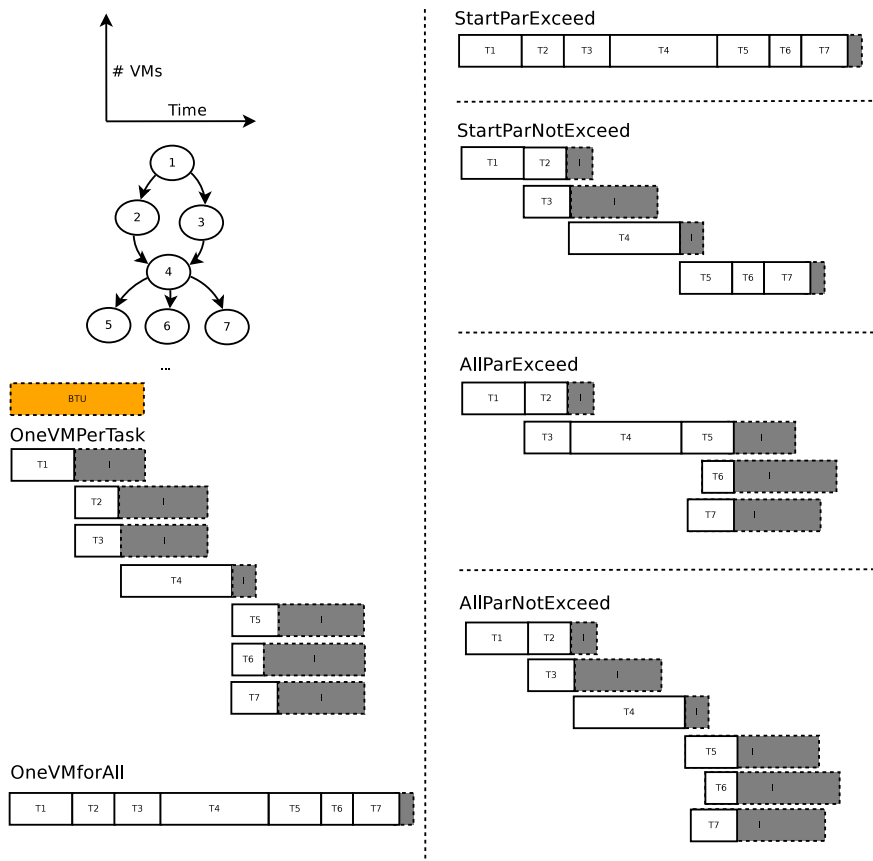 # VMs
Time
1
2 3
4
5 6 7
...
BTU
OneVMPerTask
T1 I
T2 I
T3 I
T4 I
T5 I
T6 I
T7 I
OneVMforAll
T1 T2 T3 T4 T5 T6 T7
StartParExceed
T1 T2 T3 T4 T5 T6 T7 I
StartParNotExceed
T1 T2 I
T3 I
T4 I
T5 T6 T7
AllParExceed
T1 T2 I
T3 T4 T5 I
T6 I
T7 I
AllParNotExceed
T1 T2 I
T3 I
T4 I
T5 I
T6 I
T7 I